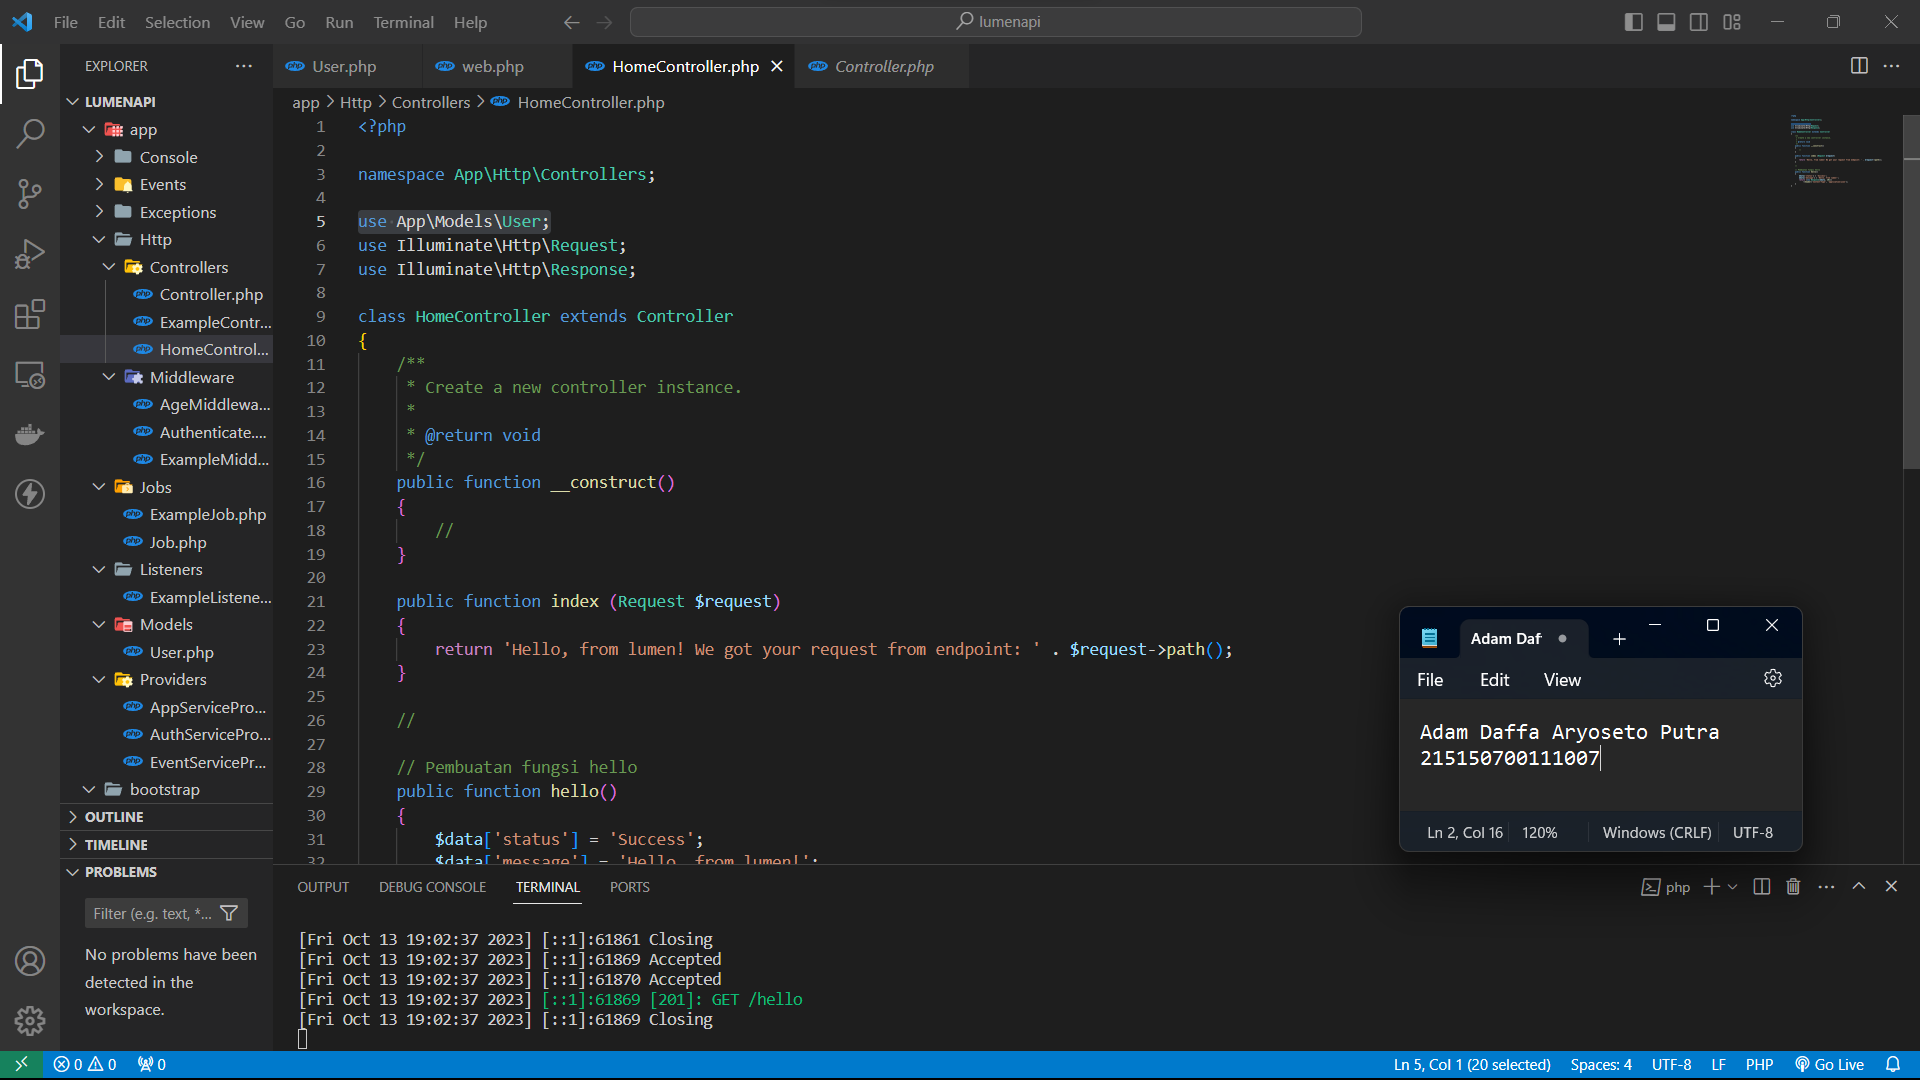 File Edit Selection View Go Run Terminal Help
lumenapi
EXPLORER
LUMENAPI
app
Console
Events
Exceptions
Http
Controllers
Controller.php
ExampleContr...
HomeControl...
Middleware
AgeMiddlewa...
Authenticate....
ExampleMidd...
Jobs
ExampleJob.php
Job.php
Listeners
ExampleListene...
Models
User.php
Providers
AppServicePro...
AuthServicePro...
EventServicePr...
bootstrap
OUTLINE
TIMELINE
PROBLEMS
Filter (e.g. text, *...
No problems have been
detected in the
workspace.
User.php web.php HomeController.php Controller.php
app > Http > Controllers > HomeController.php
1 <?php
2
3 namespace App\Http\Controllers;
4
5 use App\Models\User;
6 use Illuminate\Http\Request;
7 use Illuminate\Http\Response;
8
9 class HomeController extends Controller
10 {
11 /**
12 * Create a new controller instance.
13 *
14 * @return void
15 */
16 public function __construct()
17 {
18 //
19 }
20
21 public function index (Request $request)
22 {
23 return 'Hello, from lumen! We got your request from endpoint: ' . $request->path();
24 }
25
26 //
27
28 // Pembuatan fungsi hello
29 public function hello()
30 {
31 $data['status'] = 'Success';
32 $data['message'] = 'Hello, from lumen!';
Adam Daf
File Edit View
Adam Daffa Aryoseto Putra
215150700111007
Ln 2, Col 16 120% Windows (CRLF) UTF-8
OUTPUT DEBUG CONSOLE TERMINAL PORTS
php
[Fri Oct 13 19:02:37 2023] [::1]:61861 Closing
[Fri Oct 13 19:02:37 2023] [::1]:61869 Accepted
[Fri Oct 13 19:02:37 2023] [::1]:61870 Accepted
[Fri Oct 13 19:02:37 2023] [::1]:61869 [201]: GET /hello
[Fri Oct 13 19:02:37 2023] [::1]:61869 Closing
0 0 0
Ln 5, Col 1 (20 selected) Spaces: 4 UTF-8 LF PHP Go Live